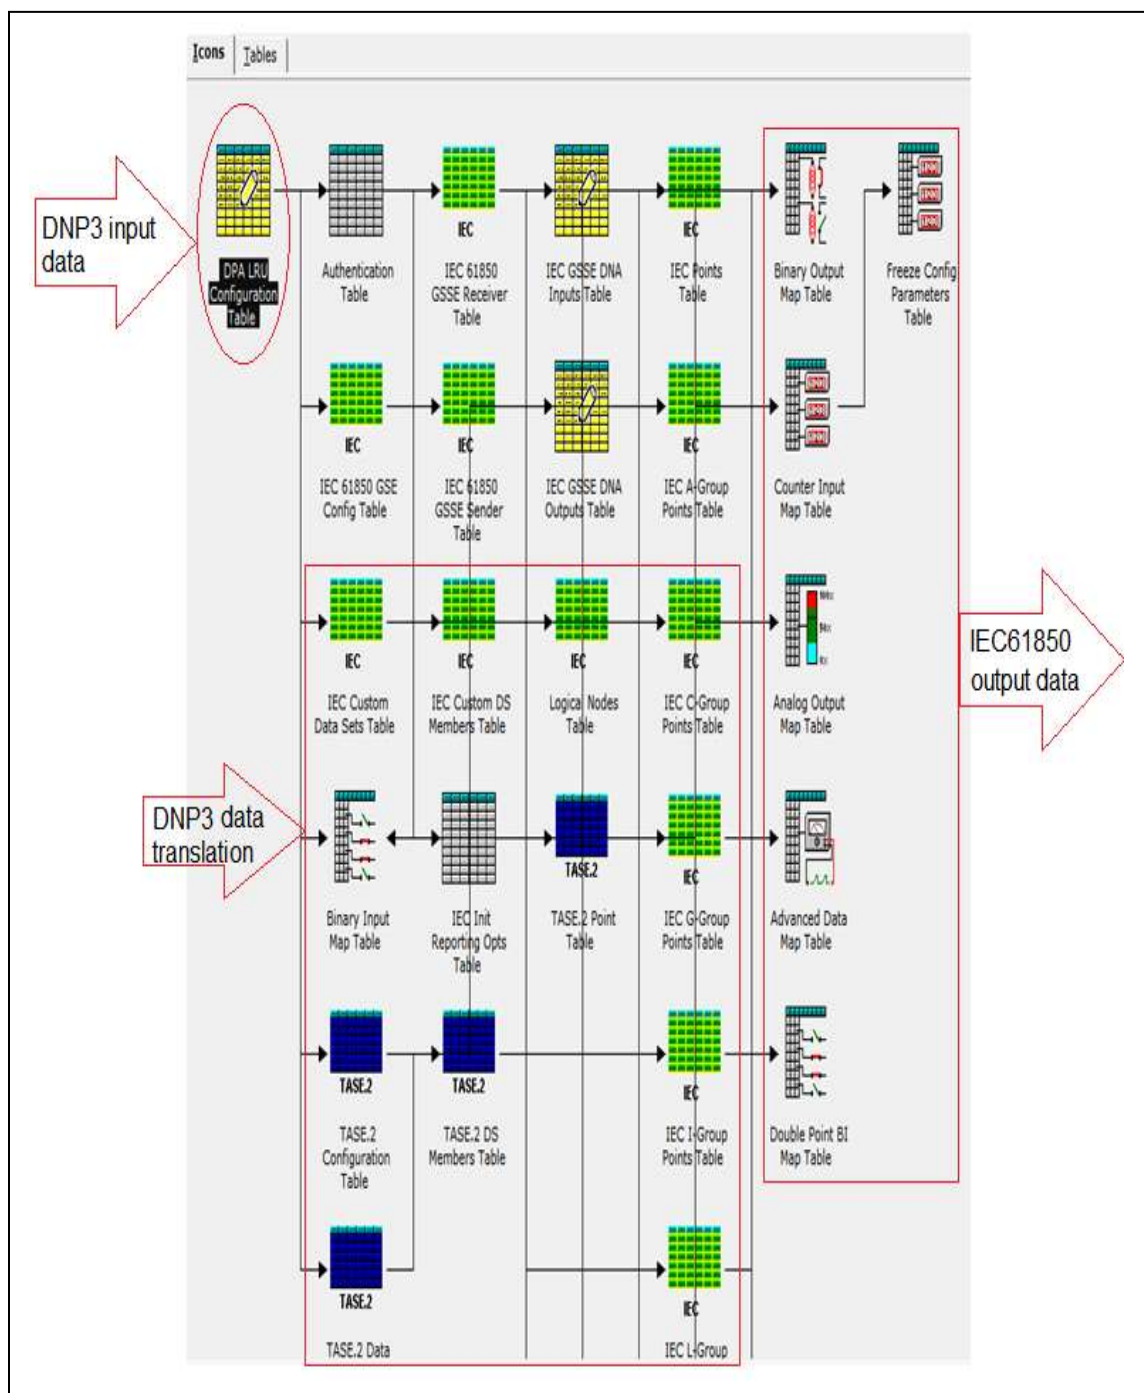 Icons
Tables
DNP3 input
data
DPA LRU
Configuration
Table
Authentication
Table
IEC
IEC 61850
GSSE Receiver
Table
IEC GSSE DNA
Inputs Table
IEC
IEC Points
Table
Binary Output
Map Table
Freeze Config
Parameters
Table
IEC
IEC 61850 GSE
Config Table
IEC
IEC 61850
GSSE Sender
Table
IEC GSSE DNA
Outputs Table
IEC
IEC A-Group
Points Table
Counter Input
Map Table
IEC
IEC Custom
Data Sets Table
IEC
IEC Custom DS
Members Table
IEC
Logical Nodes
Table
IEC
IEC C-Group
Points Table
Analog Output
Map Table
IEC61850
output data
DNP3 data
translation
Binary Input
Map Table
IEC Init
Reporting Opts
Table
TASE.2
TASE.2 Point
Table
IEC
IEC G-Group
Points Table
Advanced Data
Map Table
TASE.2
TASE.2
Configuration
Table
TASE.2
TASE.2 DS
Members Table
IEC
IEC I-Group
Points Table
Double Point BI
Map Table
TASE.2
TASE.2 Data
IEC
IEC L-Group